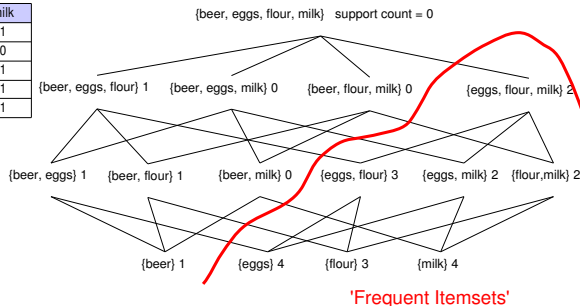 1
0
1
1
1
{beer, eggs, flour, milk} support count = 0
{beer, eggs, flour} 1 {beer, eggs, milk} 0 {beer, flour, milk} 0 {eggs, flour, milk} 2
{beer, eggs} 1 {beer, flour} 1 {beer, milk} 0 {eggs, flour} 3 {eggs, milk} 2 {flour,milk} 2
{beer} 1 {eggs} 4 {flour} 3 {milk} 4
'Frequent Itemsets'